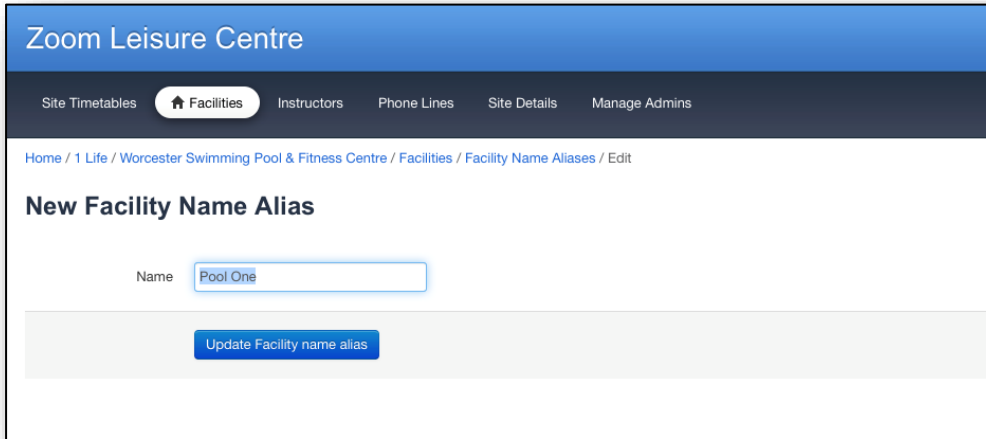 Zoom Leisure Centre
Site Timetables Facilities Instructors Phone Lines Site Details Manage Admins
Home / 1 Life / Worcester Swimming Pool & Fitness Centre / Facilities / Facility Name Aliases / Edit
New Facility Name Alias
Name Pool One
Update Facility name alias